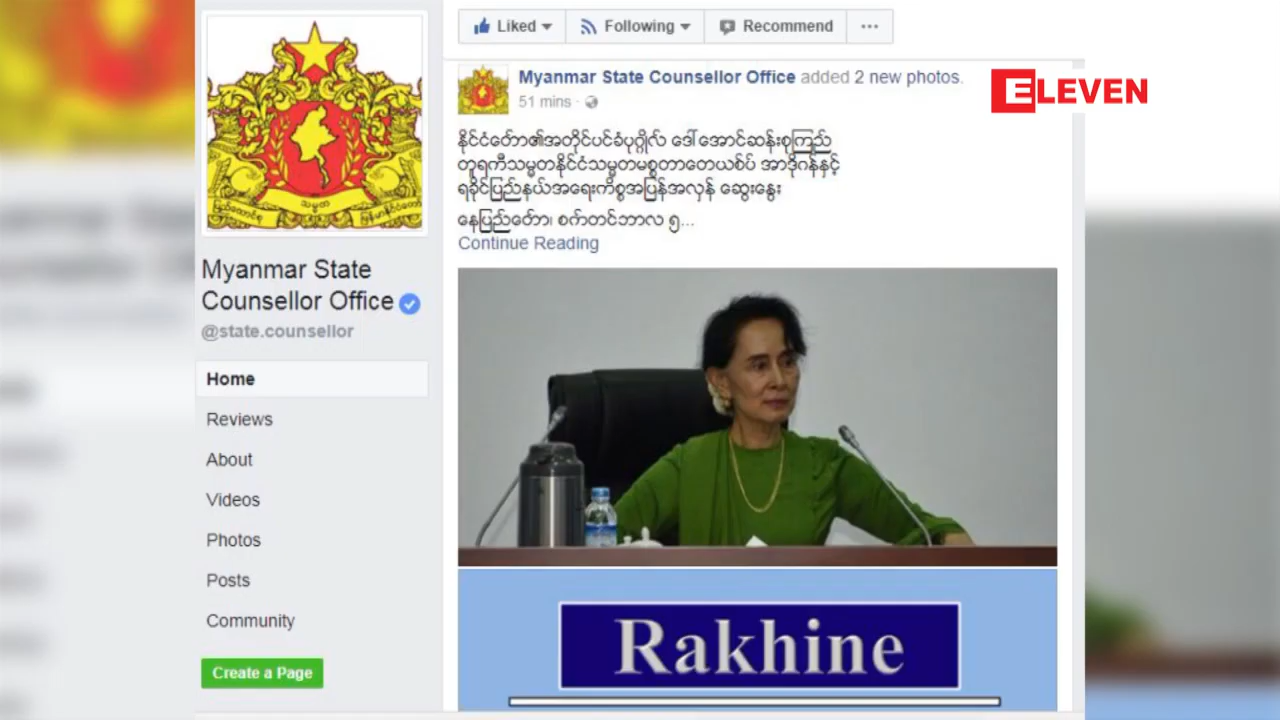 Liked
Following
Recommend
ELEVEN
Myanmar State Counsellor Office added 2 new photos.
51 mins ·
နိုင်ငံတော်၏အတိုင်ပင်ခံပုဂ္ဂိုလ် ဒေါ်အောင်ဆန်းစုကြည်
တူရကီသမ္မတနိုင်ငံသမ္မတမစ္စတာတေယစ်ပ် အာဒိုဂန်နှင့်
ရခိုင်ပြည်နယ်အရေးကိစ္စအပြန်အလှန် ဆွေးနွေး
နေပြည်တော်၊ စက်တင်ဘာလ ၅...
Continue Reading
Myanmar State
Counsellor Office
@state.counsellor
Home
Reviews
About
Videos
Photos
Posts
Community
Create a Page
Rakhine